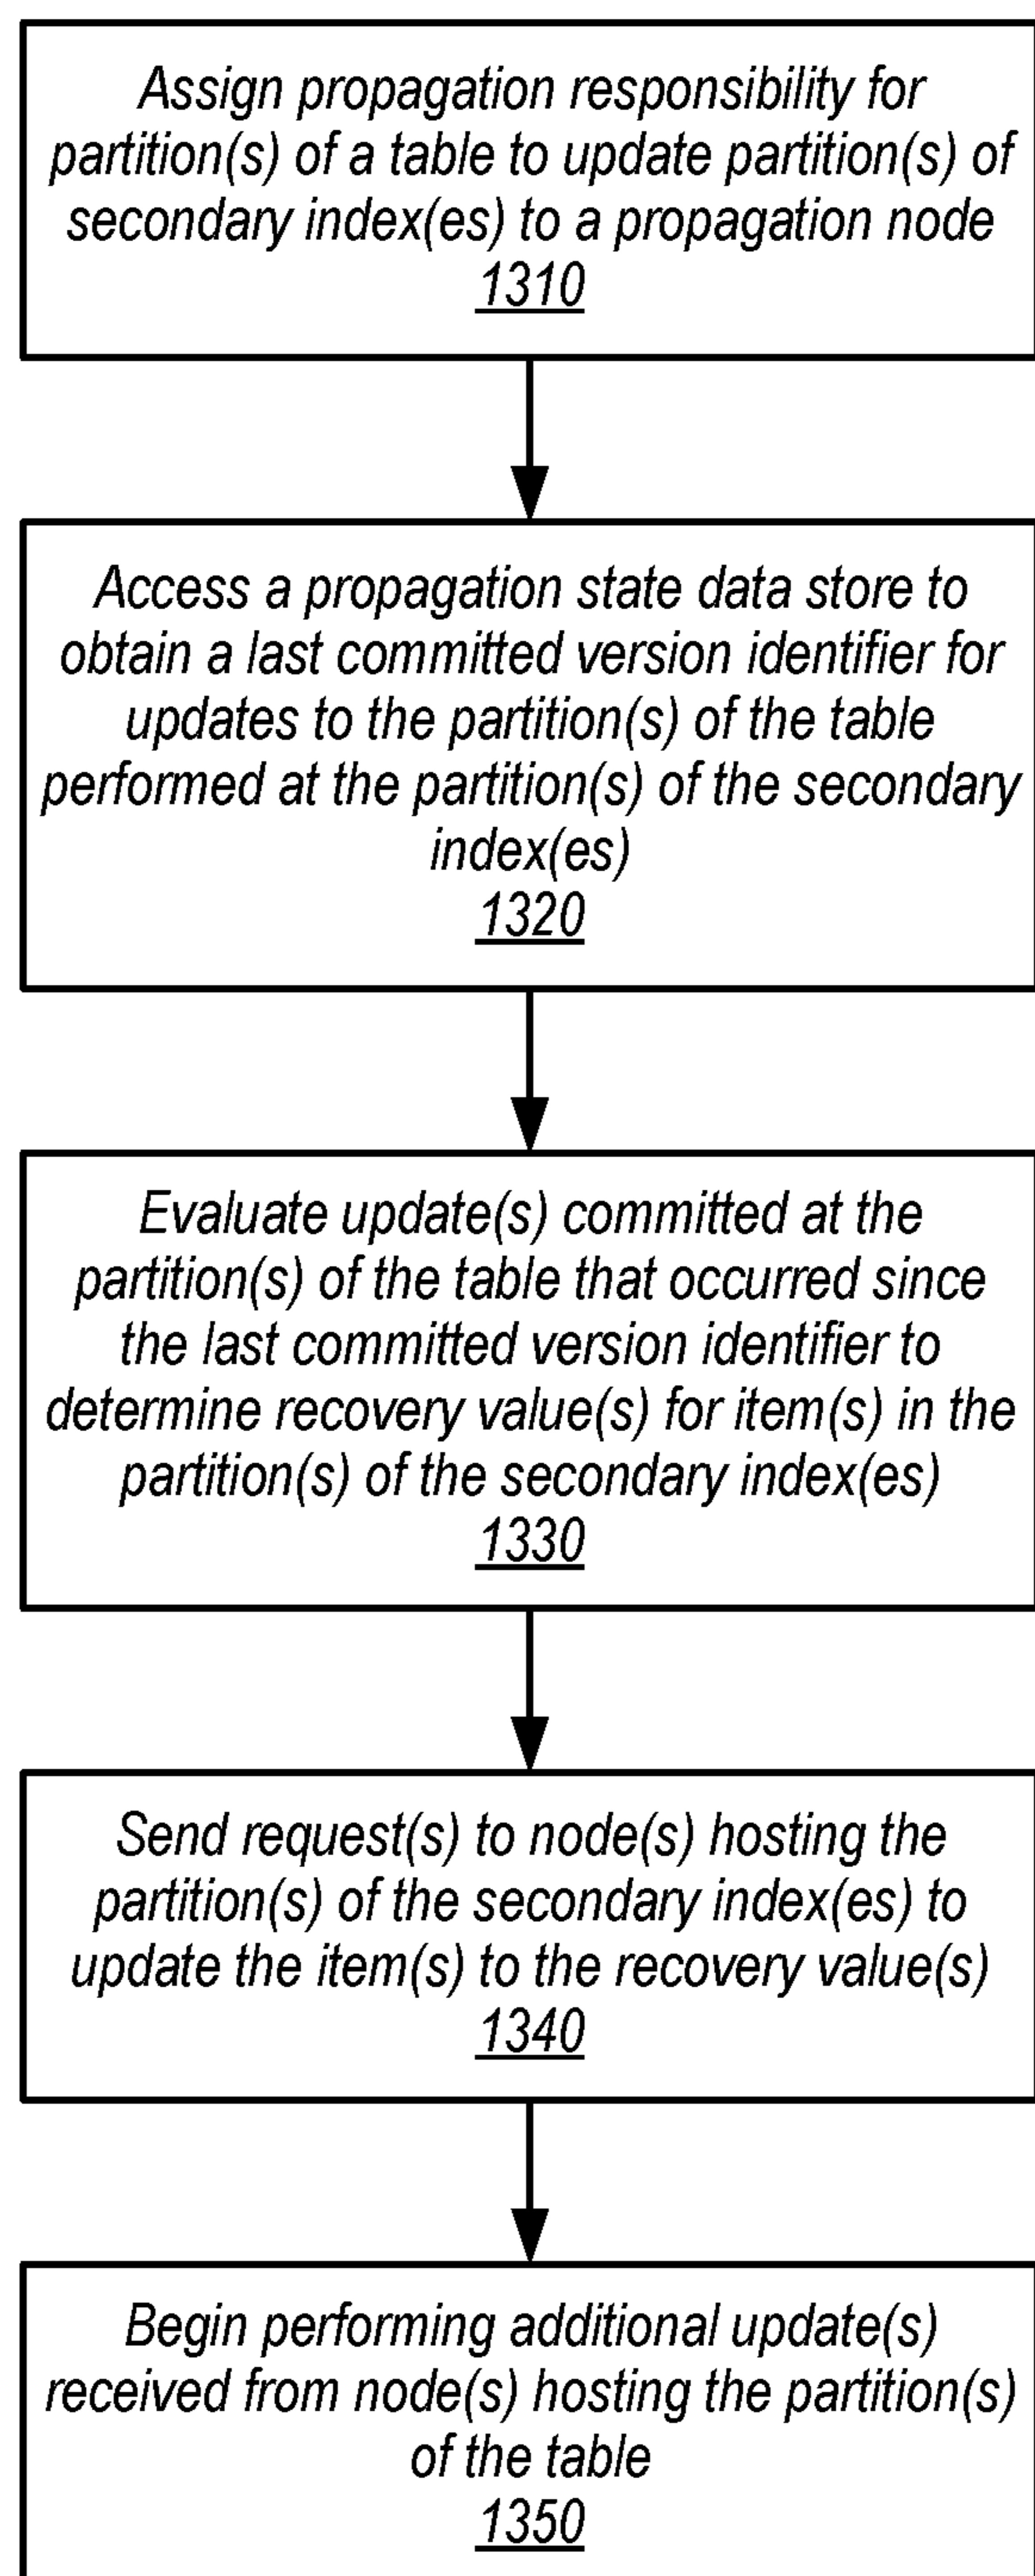 Assign propagation responsibility for
partition(s) of a table to update partition(s) of
secondary index(es) to a propagation node
1310
Access a propagation state data store to
obtain a last committed version identifier for
updates to the partition(s) of the table
performed at the partition(s) of the secondary
index(es)
1320
Evaluate update(s) committed at the
partition(s) of the table that occurred since
the last committed version identifier to
determine recovery value(s) for item(s) in the
partition(s) of the secondary index(es)
1330
Send request(s) to node(s) hosting the
partition(s) of the secondary index(es) to
update the item(s) to the recovery value(s)
1340
Begin performing additional update(s)
received from node(s) hosting the partition(s)
of the table
1350